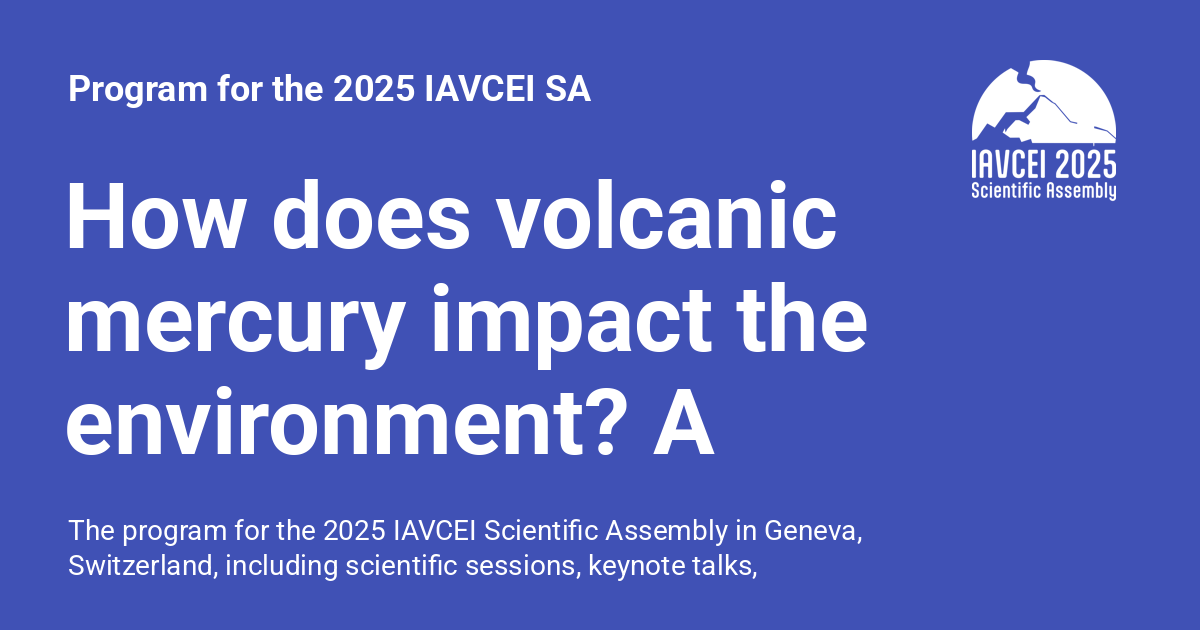 Program for the 2025 IAVCEI SA
IAVCEI 2025
Scientific Assembly
How does volcanic
mercury impact the
environment? A
The program for the 2025 IAVCEI Scientific Assembly in Geneva,
Switzerland, including scientific sessions, keynote talks,